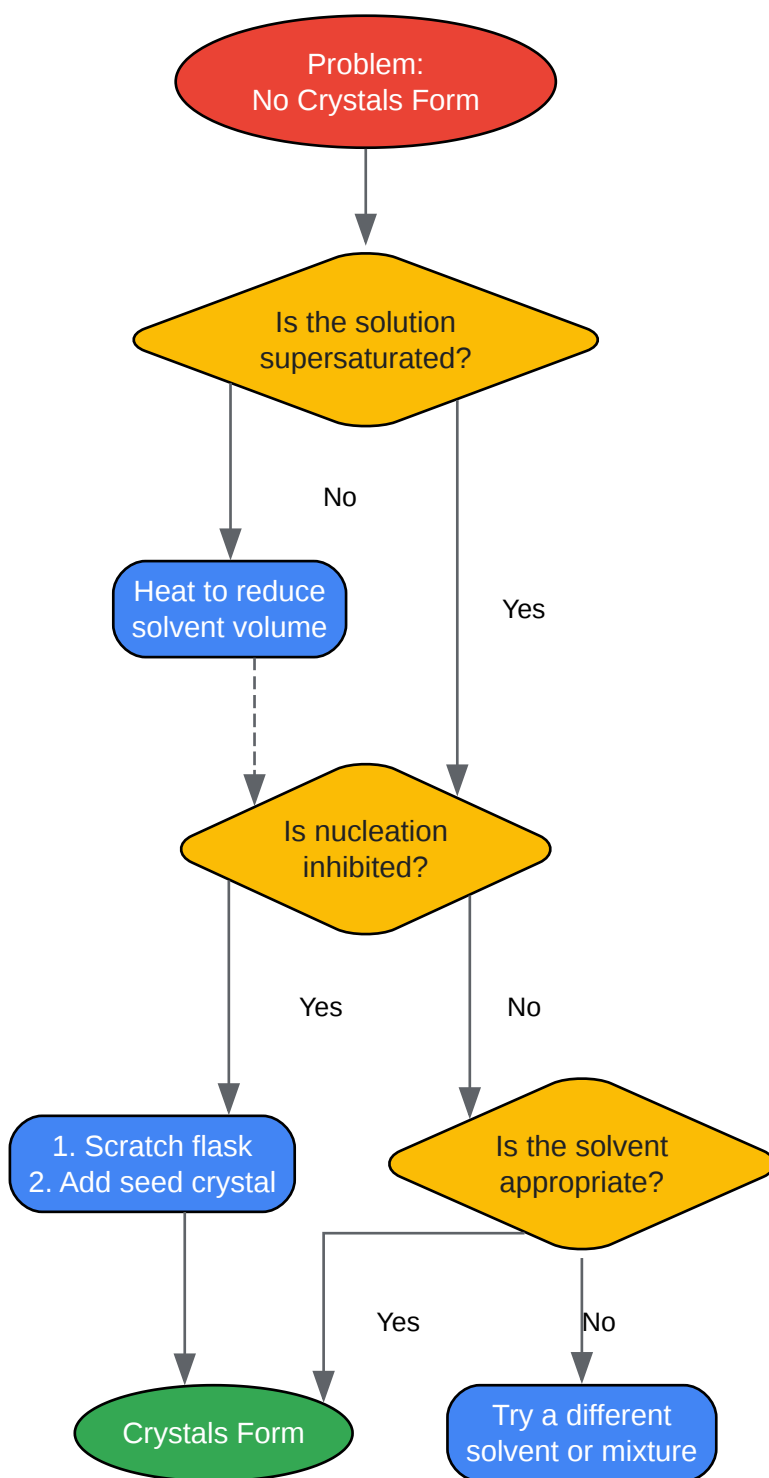 Problem:
No Crystals Form
Is the solution
supersaturated?
No
Heat to reduce
solvent volume
Yes
Is nucleation
inhibited?
Yes
No
1. Scratch flask
2. Add seed crystal
Is the solvent
appropriate?
Yes
No
Crystals Form
Try a different
solvent or mixture